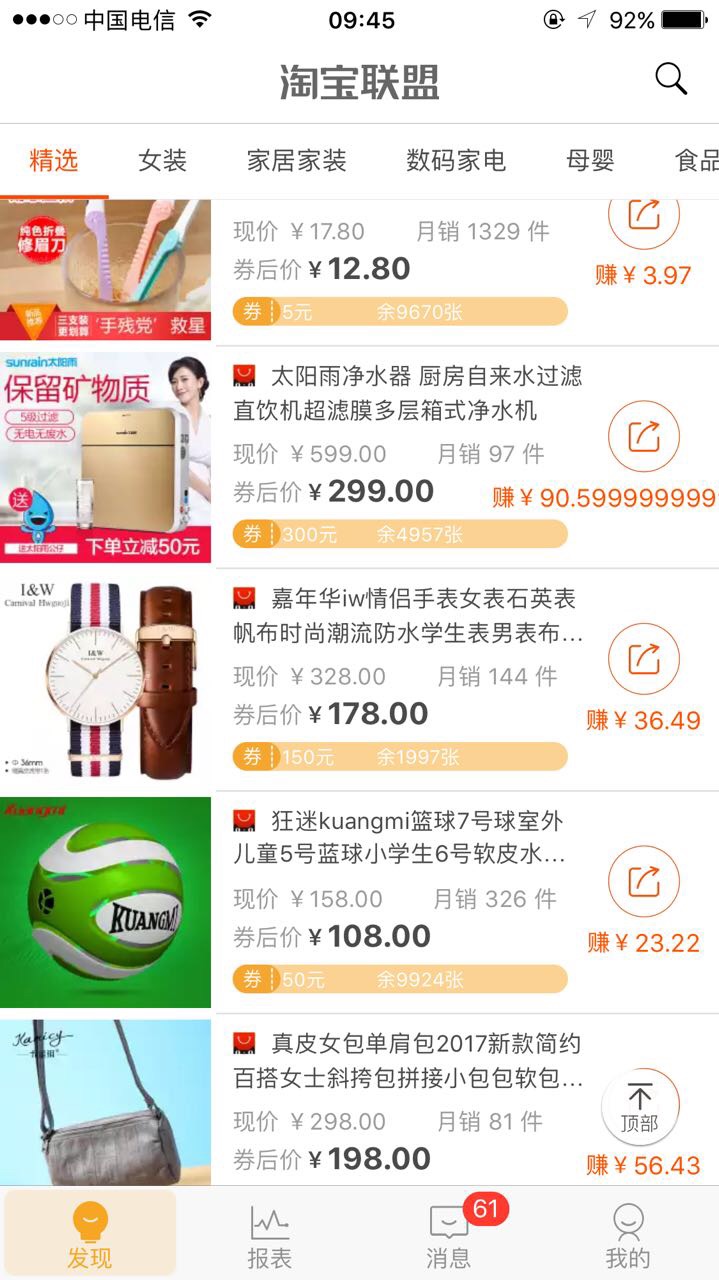 中国电信
09:45
92%
淘宝联盟
精选 女装 家居家装 数码家电 母婴 食品
纯色折叠
修眉刀
新品
推荐
三支装
更划算
‘手残党’救星
现价 ¥17.80 月销 1329 件
券后价 ¥12.80
券 5元 余9670张
赚¥3.97
sunrain太阳雨
保留矿物质
5级过滤
无电无废水
送
送太阳雨公仔
下单立减50元
太阳雨净水器 厨房自来水过滤
直饮机超滤膜多层箱式净水机
现价 ¥599.00 月销 97 件
券后价 ¥299.00
券 300元 余4957张
赚¥90.599999999
I&W
Carnival Hwguoji
I&W
36mm
嘉年华iw情侣手表女表石英表
帆布时尚潮流防水学生表男表布...
现价 ¥328.00 月销 144 件
券后价 ¥178.00
券 150元 余1997张
赚¥36.49
Kuangmi
KUANGMI
狂迷kuangmi篮球7号球室外
儿童5号蓝球小学生6号软皮水...
现价 ¥158.00 月销 326 件
券后价 ¥108.00
券 50元 余9924张
赚¥23.22
真皮女包单肩包2017新款简约
百搭女士斜挎包拼接小包包软包...
现价 ¥298.00 月销 81 件
券后价 ¥198.00
顶部
赚¥56.43
61
发现 报表 消息 我的